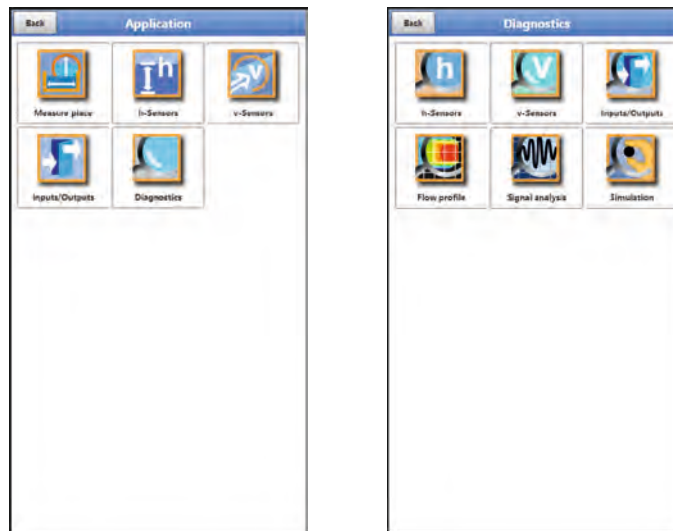 Back Application
Measure place h-Sensors v-Sensors
Inputs/Outputs Diagnostics
Back Diagnostics
h-Sensors v-Sensors Inputs/Outputs
Flow profile Signal analysis Simulation